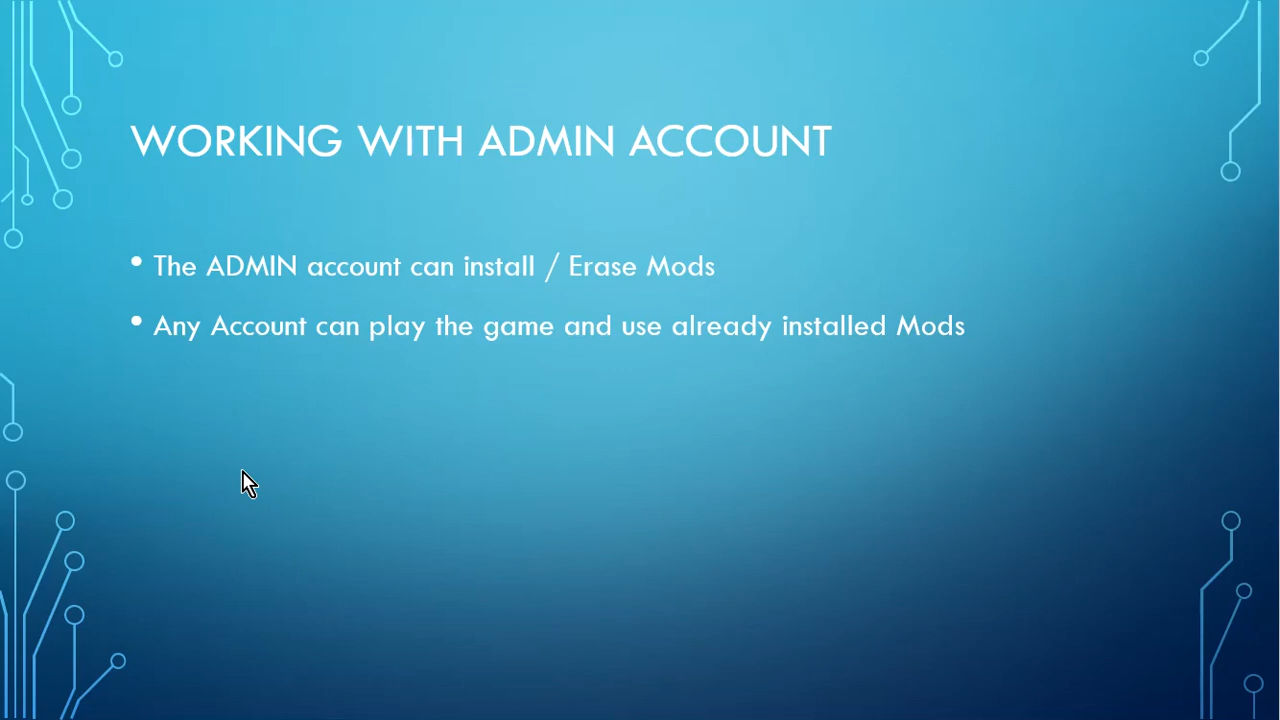 WORKING WITH ADMIN ACCOUNT
• The ADMIN account can install / Erase Mods
• Any Account can play the game and use already installed Mods